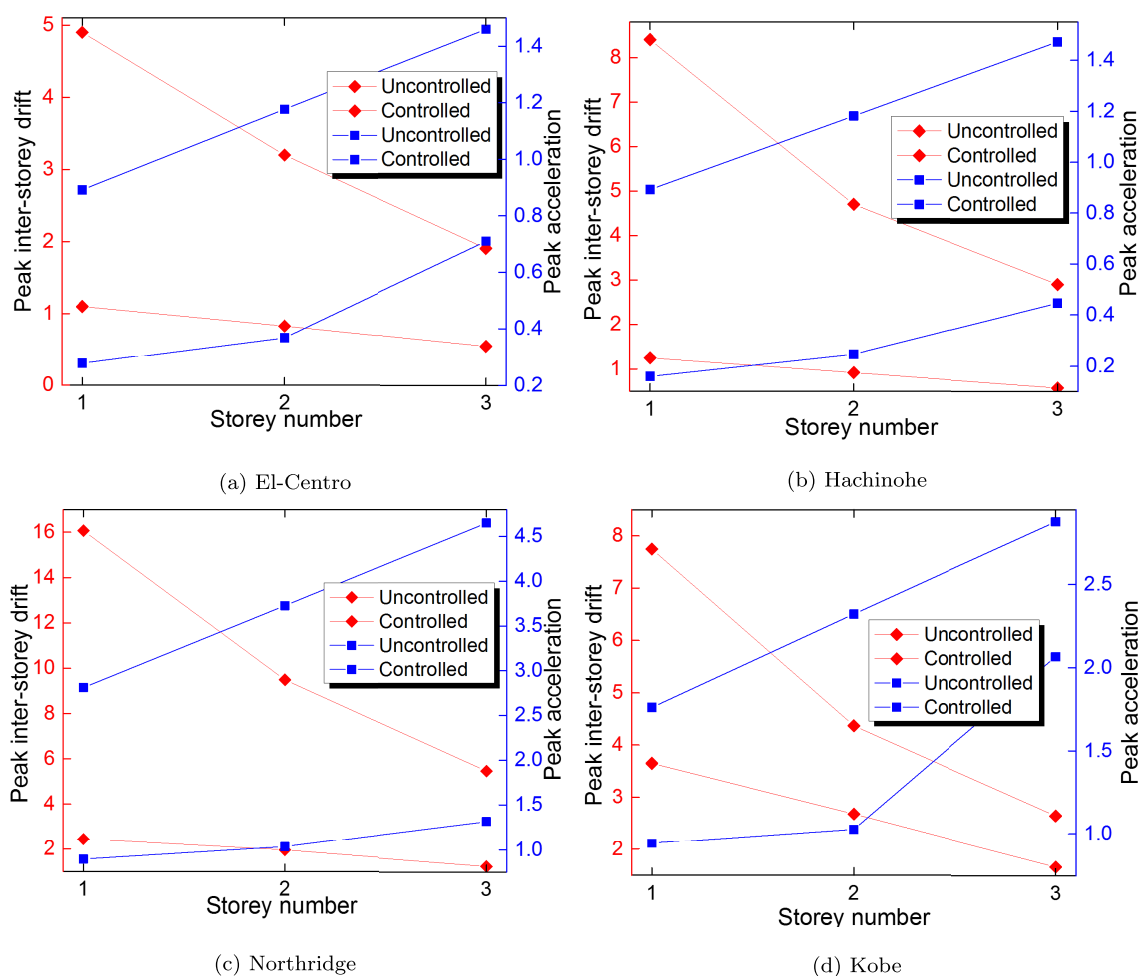 5
4
3
2
1
0
Peak inter-storey drift
Uncontrolled
Controlled
Uncontrolled
Controlled
1.4
1.2
1.0
0.8
0.6
0.4
0.2
Peak acceleration
1 2 3
Storey number
(a) El-Centro
8
7
6
5
4
3
2
1
Peak inter-storey drift
Uncontrolled
Controlled
Uncontrolled
Controlled
1.4
1.2
1.0
0.8
0.6
0.4
0.2
Peak acceleration
1 2 3
Storey number
(b) Hachinohe
16
14
12
10
8
6
4
2
Peak inter-storey drift
Uncontrolled
Controlled
Uncontrolled
Controlled
4.5
4.0
3.5
3.0
2.5
2.0
1.5
1.0
Peak acceleration
1 2 3
Storey number
(c) Northridge
8
7
6
5
4
3
2
Peak inter-storey drift
Uncontrolled
Controlled
Uncontrolled
Controlled
2.5
2.0
1.5
1.0
Peak acceleration
1 2 3
Storey number
(d) Kobe